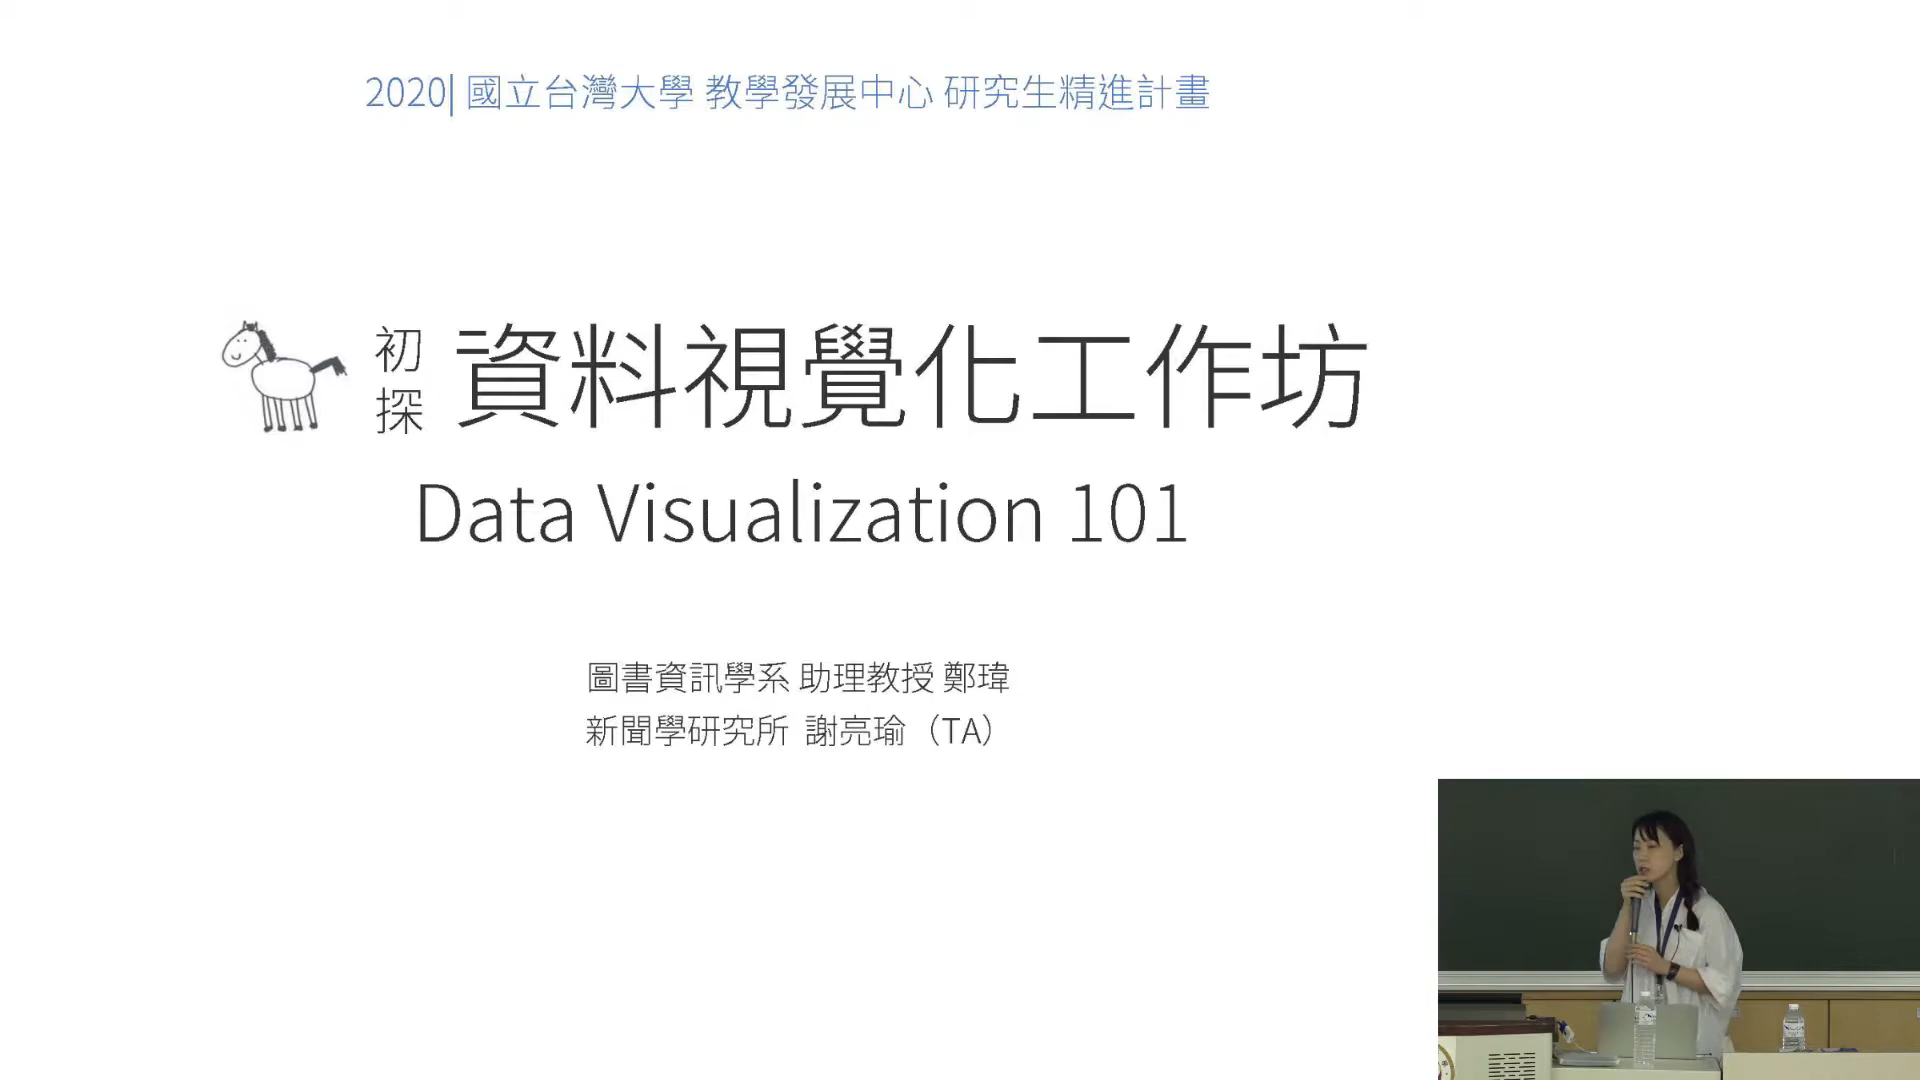 2020| 國立台灣大學 教學發展中心 研究生精進計畫
初探 資料視覺化工作坊
Data Visualization 101
圖書資訊學系 助理教授 鄭瑋
新聞學研究所 謝亮瑜（TA）